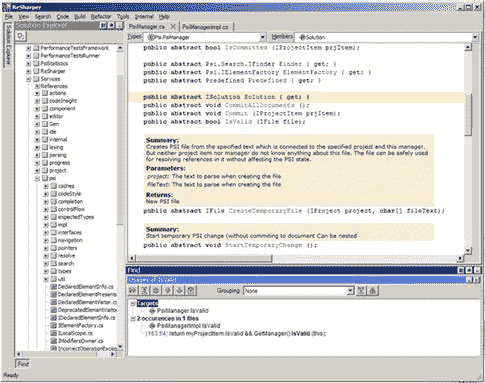 ReSharper
File View Search Code Build Refactor Tools Internal Help
Solution Explorer
PsiManager.cs
PsiManagerImpl.cs
Solution Explorer
Types
Psi.PsiManager
Members
Solution
PerformanceTestsFramework
PerformanceTestsRunner
PsiStatistics
ReSharper
Services
References
actions
codeInsight
component
editor
Gen
ide
internal
lexing
parsing
progress
project
psi
caches
codeStyle
completion
controlFlow
expectedTypes
impl
interfaces
navigation
pointers
resolve
search
types
util
DeclaredElementInfo.cs
DeclaredElementPresente
DeclaredElementVisitor.c
DeprecatedElementVisitor
IDeclaredElement.cs
IElementFactory.cs
ILocalScope.cs
IModifiersOwner.cs
IncorrectOperationExcep
public abstract bool IsCommitted (IProjectItem prjItem);
public abstract Psi.Search.IFinder Finder { get; }
public abstract Psi.IElementFactory ElementFactory { get; }
public abstract Predefined Predefined { get; }
public abstract ISolution Solution { get; }
public abstract void CommitAllDocuments ();
public abstract void Commit (IProjectItem prjItem);
public abstract bool IsValid (IFile file);
Summary:
Creates PSI file from the specified text which is connected to the specified project and this manager.
But neither project item nor manager do not know anything about this file. The file can be safely used
for resolving references in it without affecting the PSI state.
Parameters:
project: The text to parse when creating the file
fileText: The text to parse when creating the file
Returns:
New PSI file
public abstract IFile CreateTemporaryFile (IProject project, char[] fileText);
Summary:
Start temporary PSI change (without commiting to document Can be nested
public abstract void StartTemporaryChange ();
Find
Usages of IsValid
Grouping
None
Targets
PsiManager.IsValid
2 occurences in 1 files
PsiManagerImpl.IsValid
(163,54) return myProjectItem.IsValid && GetManager().IsValid(this);
Find
Ready